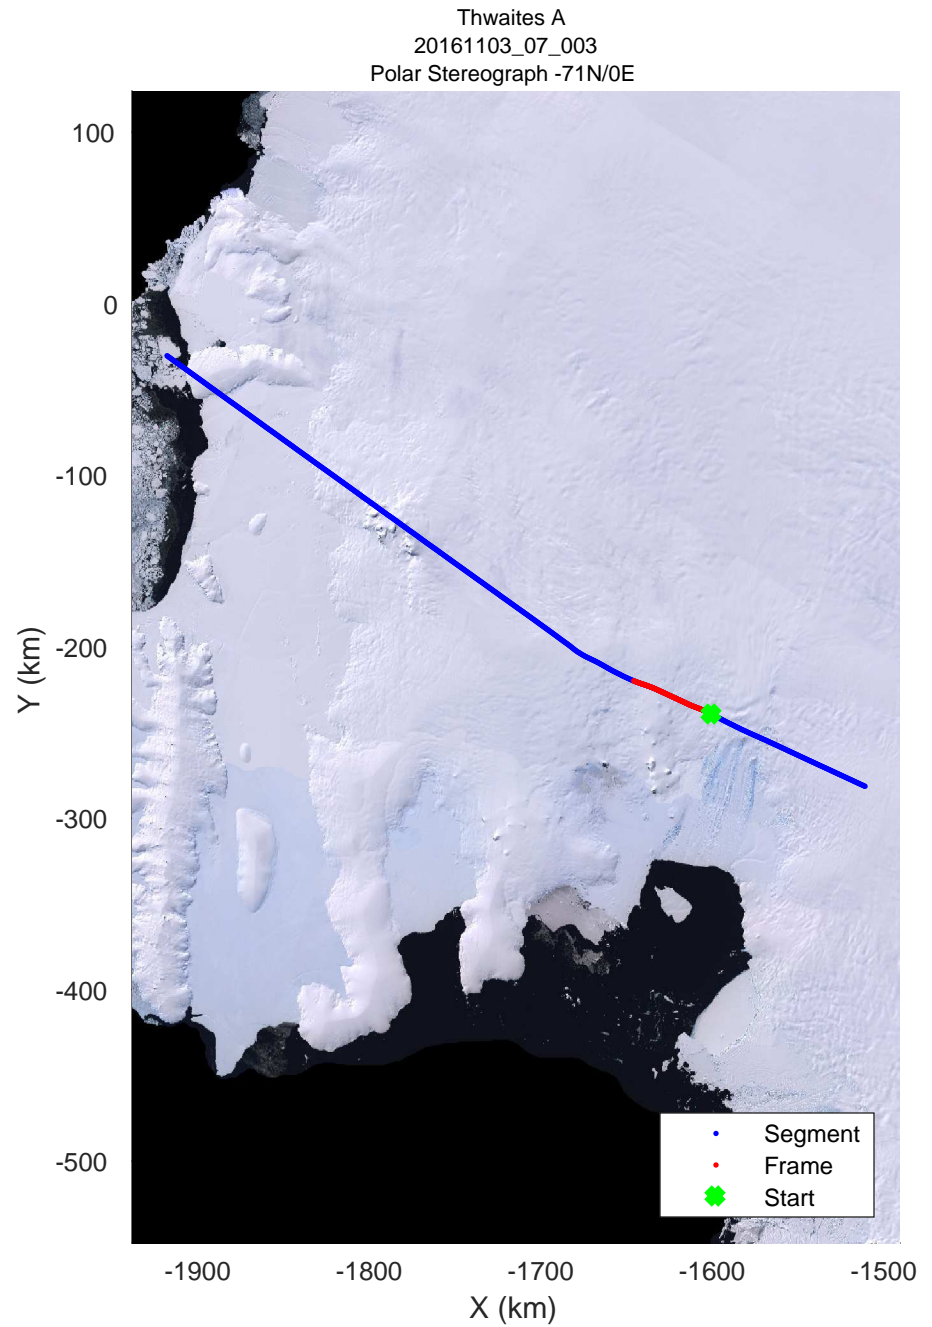 Thwaites A
20161103_07_003
Polar Stereograph -71N/0E
100
0
-100
-200
-300
-400
-500
Y (km)
Segment
Frame
Start
-1900
-1800
-1700
-1600
-1500
X (km)